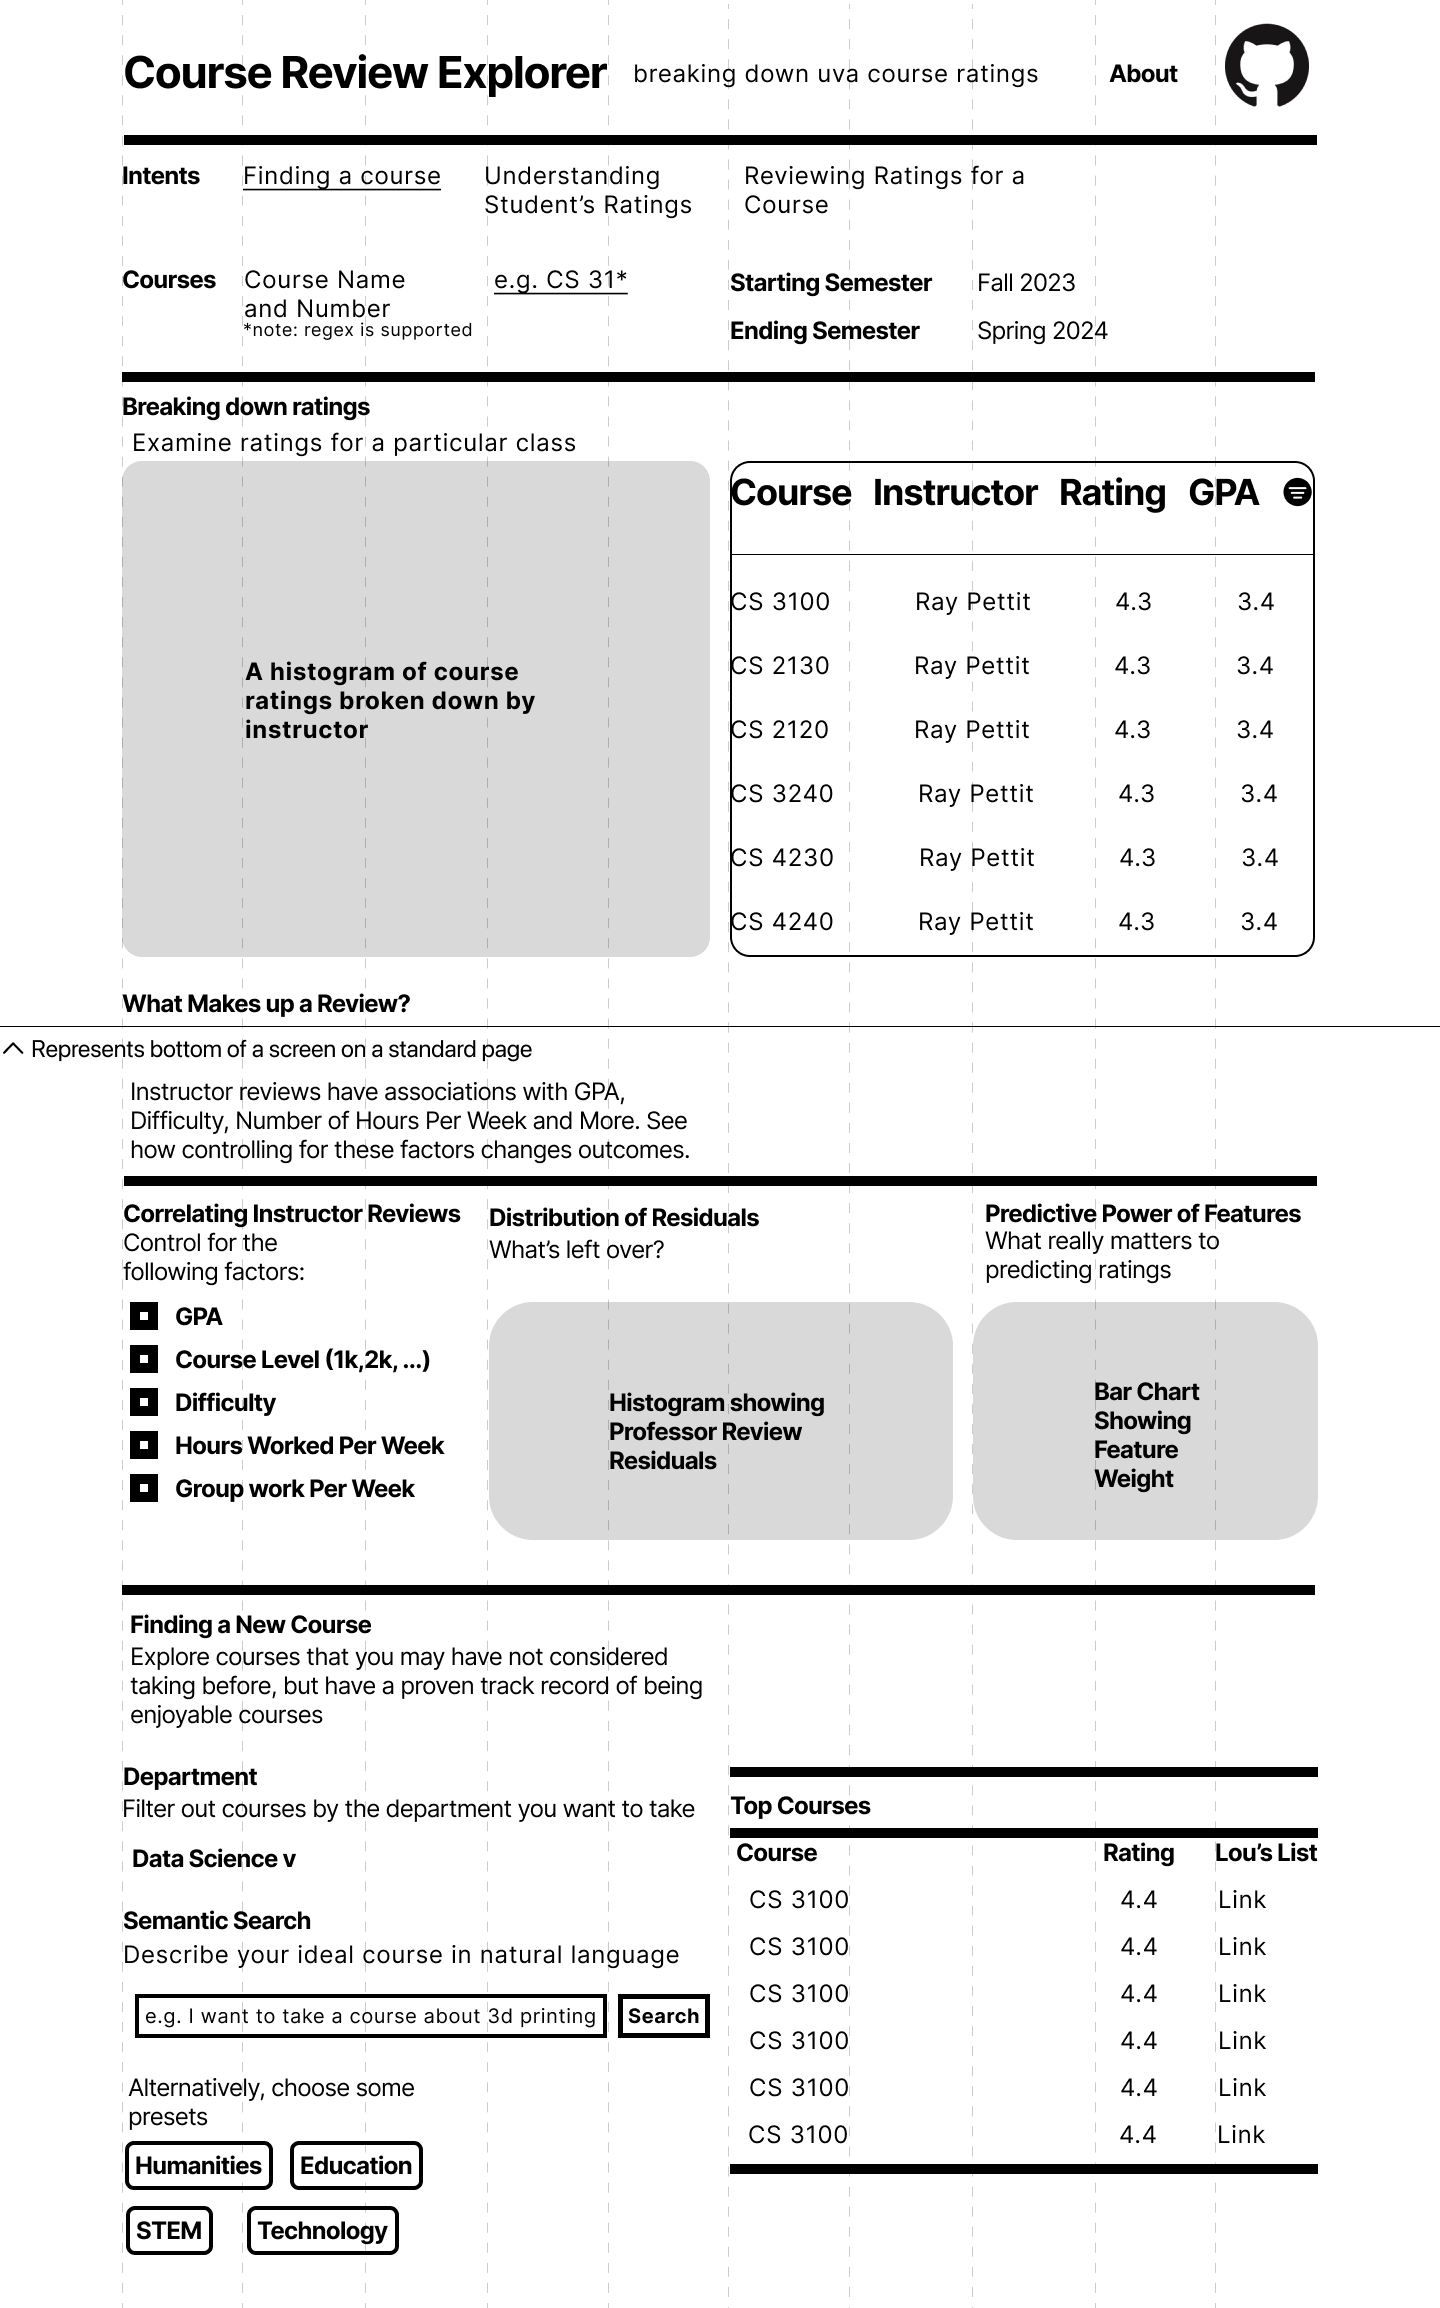 Course Review Explorer breaking down uva course ratings About
Intents Finding a course Understanding Reviewing Ratings for a
Student’s Ratings Course
Courses Course Name e.g. CS 31* Starting Semester Fall 2023
and Number
*note: regex is supported Ending Semester Spring 2024
Breaking down ratings
Examine ratings for a particular class
A histogram of course
ratings broken down by
instructor
Course Instructor Rating GPA
CS 3100 Ray Pettit 4.3 3.4
CS 2130 Ray Pettit 4.3 3.4
CS 2120 Ray Pettit 4.3 3.4
CS 3240 Ray Pettit 4.3 3.4
CS 4230 Ray Pettit 4.3 3.4
CS 4240 Ray Pettit 4.3 3.4
What Makes up a Review?
Represents bottom of a screen on a standard page
Instructor reviews have associations with GPA,
Difficulty, Number of Hours Per Week and More. See
how controlling for these factors changes outcomes.
Correlating Instructor Reviews
Control for the
following factors:
GPA
Course Level (1k,2k, ...)
Difficulty
Hours Worked Per Week
Group work Per Week
Distribution of Residuals
What’s left over?
Histogram showing
Professor Review
Residuals
Predictive Power of Features
What really matters to
predicting ratings
Bar Chart
Showing
Feature
Weight
Finding a New Course
Explore courses that you may have not considered
taking before, but have a proven track record of being
enjoyable courses
Department
Filter out courses by the department you want to take
Data Science v
Semantic Search
Describe your ideal course in natural language
e.g. I want to take a course about 3d printing Search
Alternatively, choose some
presets
Humanities Education
STEM Technology
Top Courses
Course Rating Lou’s List
CS 3100 4.4 Link
CS 3100 4.4 Link
CS 3100 4.4 Link
CS 3100 4.4 Link
CS 3100 4.4 Link
CS 3100 4.4 Link